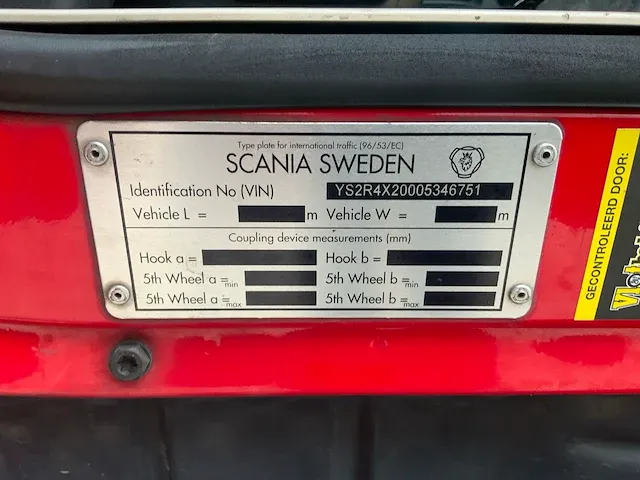 Type plate for international traffic (96/53/EC)
SCANIA SWEDEN
Identification No (VIN) YS2R4X20005346751
Vehicle L = m Vehicle W = m
Coupling device measurements (mm)
Hook a = Hook b =
5th Wheel a = min 5th Wheel b = min
5th Wheel a = max 5th Wheel b = max
GECONTROLEERD DOOR: